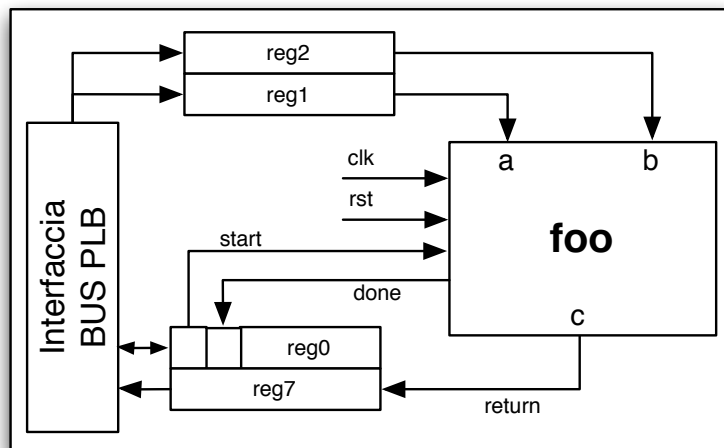 reg2
reg1
a
b
clk
rst
start
foo
done
c
Interfaccia
BUS PLB
reg0
reg7
return